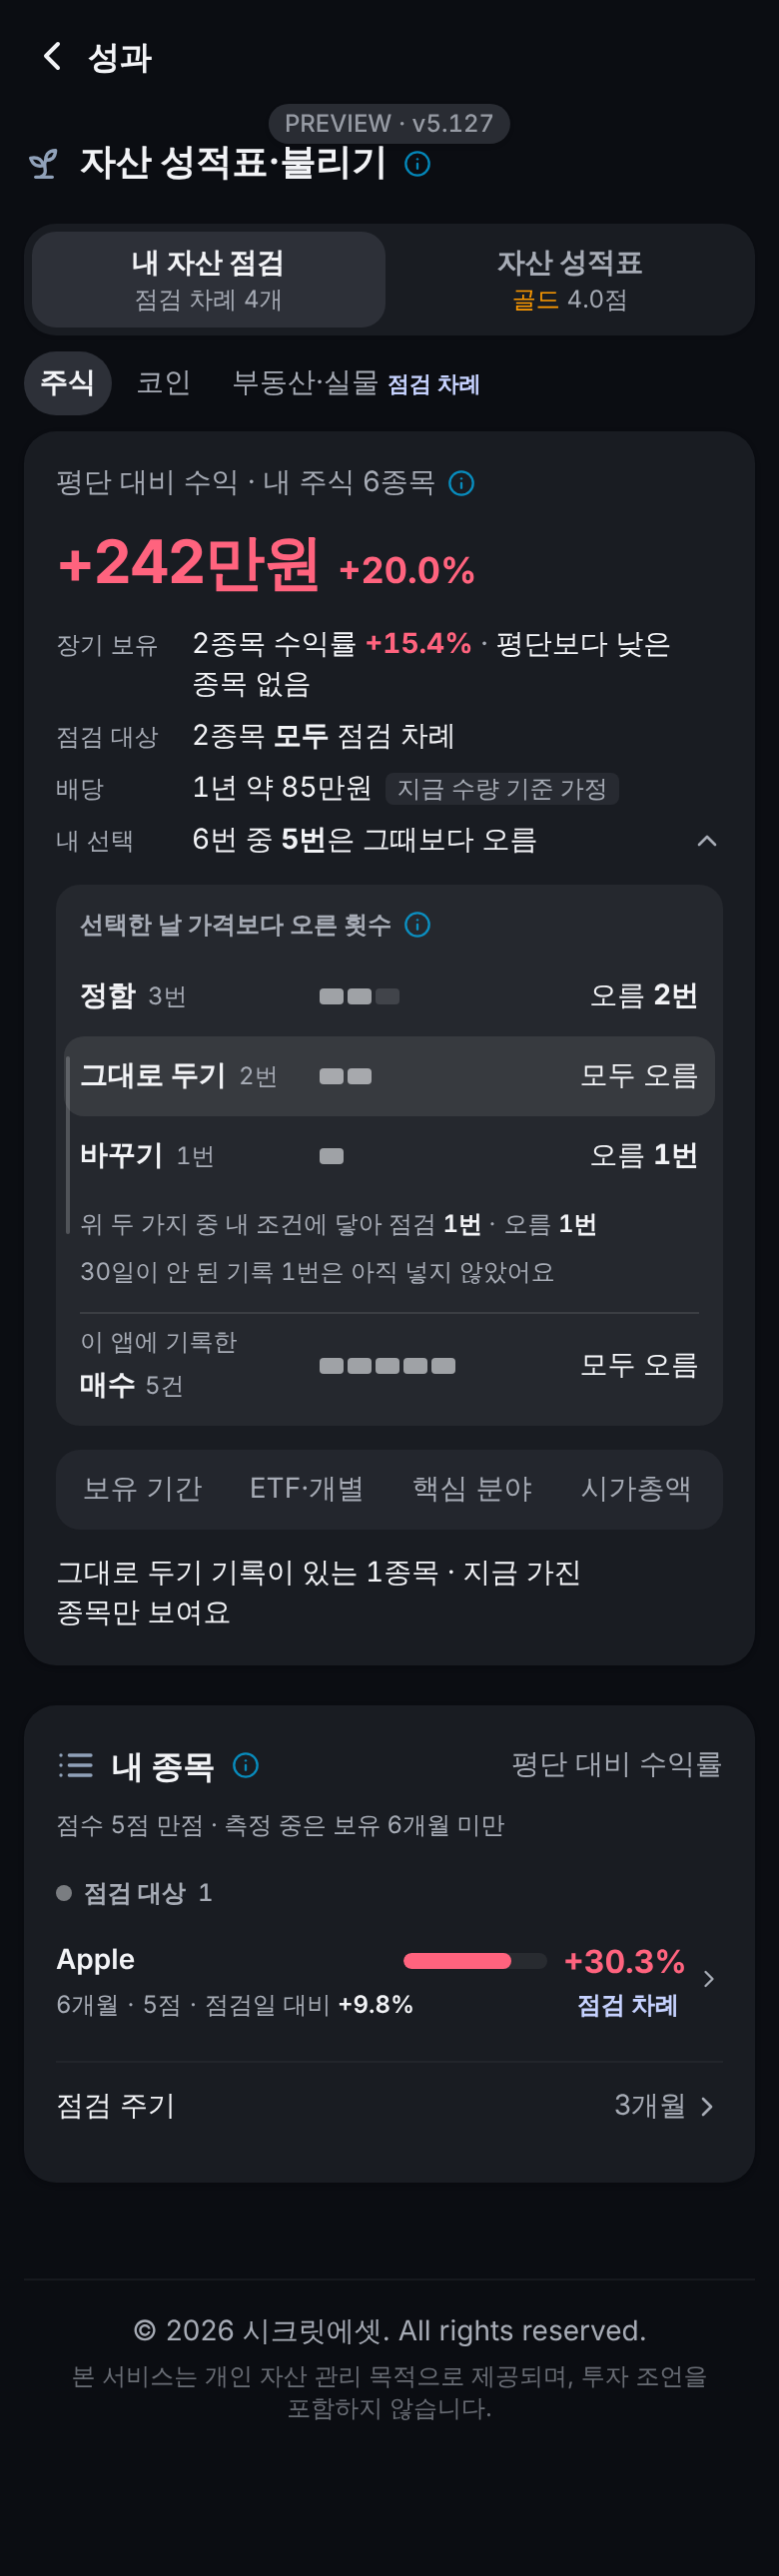 성과
PREVIEW · v5.127
자산 성적표·불리기
내 자산 점검
점검 차례 4개
자산 성적표
골드 4.0점
주식 코인 부동산·실물 점검 차례
평단 대비 수익 · 내 주식 6종목
+242만원 +20.0%
장기 보유 2종목 수익률 +15.4% · 평단보다 낮은
종목 없음
점검 대상 2종목 모두 점검 차례
배당 1년 약 85만원 지금 수량 기준 가정
내 선택 6번 중 5번은 그때보다 오름
선택한 날 가격보다 오른 횟수
정함 3번 오름 2번
그대로 두기 2번 모두 오름
바꾸기 1번 오름 1번
위 두 가지 중 내 조건에 닿아 점검 1번 · 오름 1번
30일이 안 된 기록 1번은 아직 넣지 않았어요
이 앱에 기록한
매수 5건 모두 오름
보유 기간 ETF·개별 핵심 분야 시가총액
그대로 두기 기록이 있는 1종목 · 지금 가진
종목만 보여요
내 종목 평단 대비 수익률
점수 5점 만점 · 측정 중은 보유 6개월 미만
점검 대상 1
Apple +30.3%
6개월 · 5점 · 점검일 대비 +9.8% 점검 차례
점검 주기 3개월
© 2026 시크릿에셋. All rights reserved.
본 서비스는 개인 자산 관리 목적으로 제공되며, 투자 조언을
포함하지 않습니다.